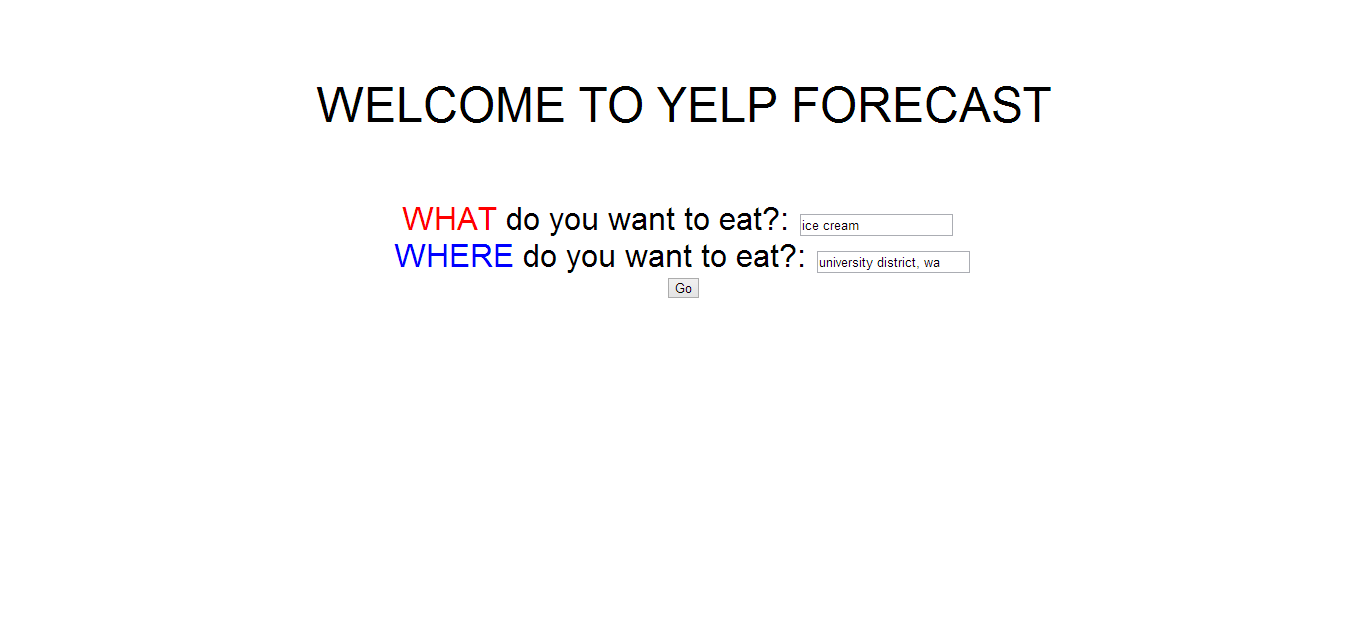 WELCOME TO YELP FORECAST
WHAT do you want to eat?: ice cream
WHERE do you want to eat?: university district, wa
Go